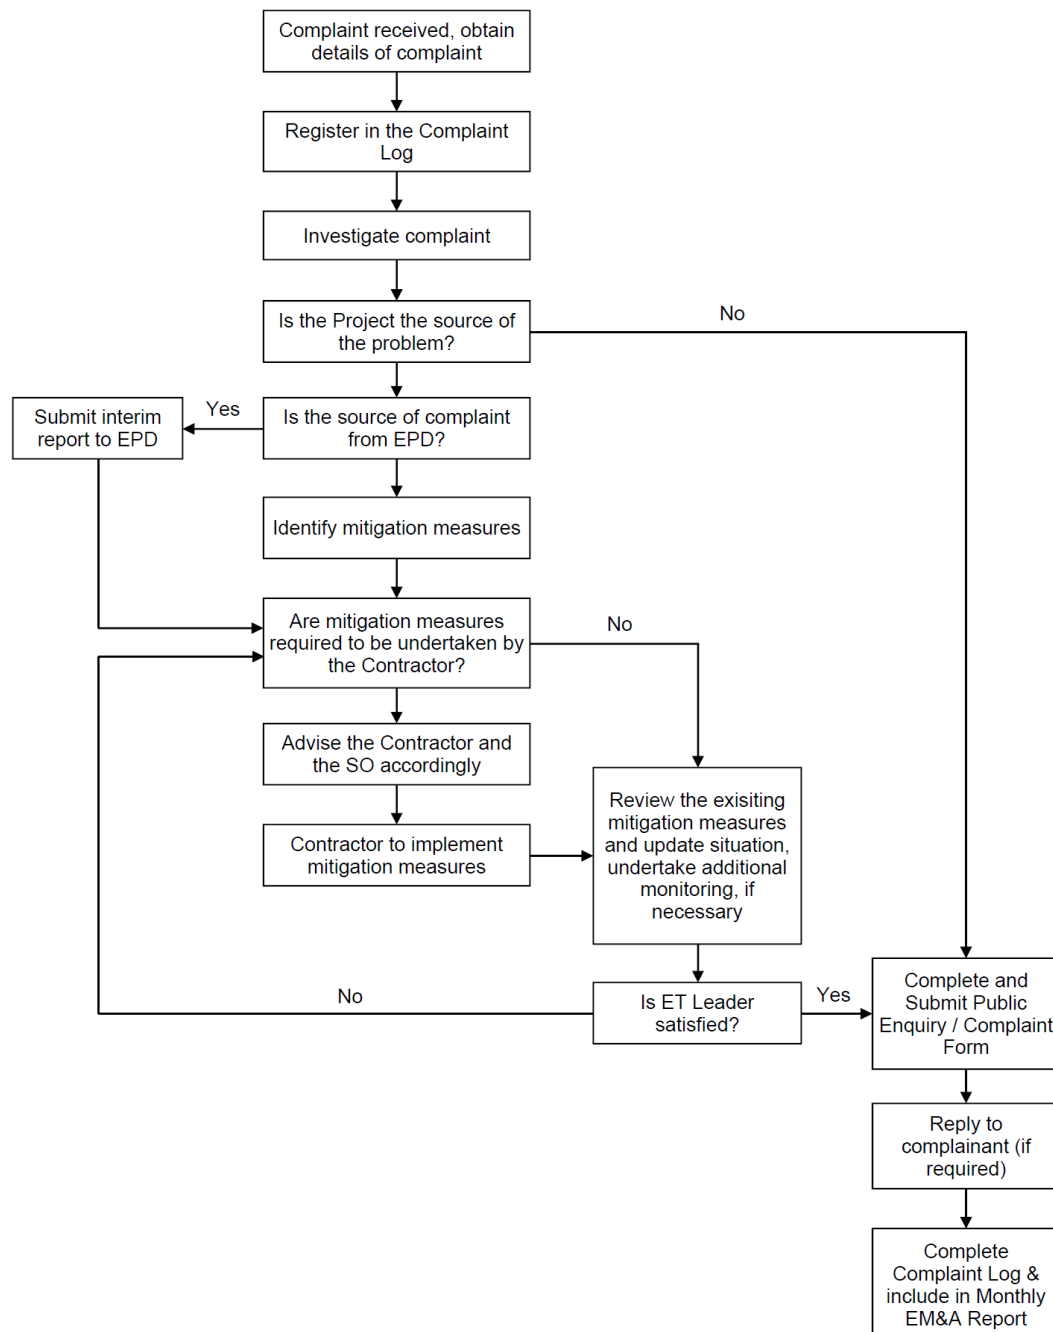 Complaint received, obtain
details of complaint
Register in the Complaint
Log
Investigate complaint
Is the Project the source of
the problem?
No
Submit interim
report to EPD
Yes
Is the source of complaint
from EPD?
Identify mitigation measures
Are mitigation measures
required to be undertaken by
the Contractor?
No
Advise the Contractor and
the SO accordingly
Contractor to implement
mitigation measures
Review the exisiting
mitigation measures
and update situation,
undertake additional
monitoring, if
necessary
No
Is ET Leader
satisfied?
Yes
Complete and
Submit Public
Enquiry / Complaint
Form
Reply to
complainant (if
required)
Complete
Complaint Log &
include in Monthly
EM&A Report